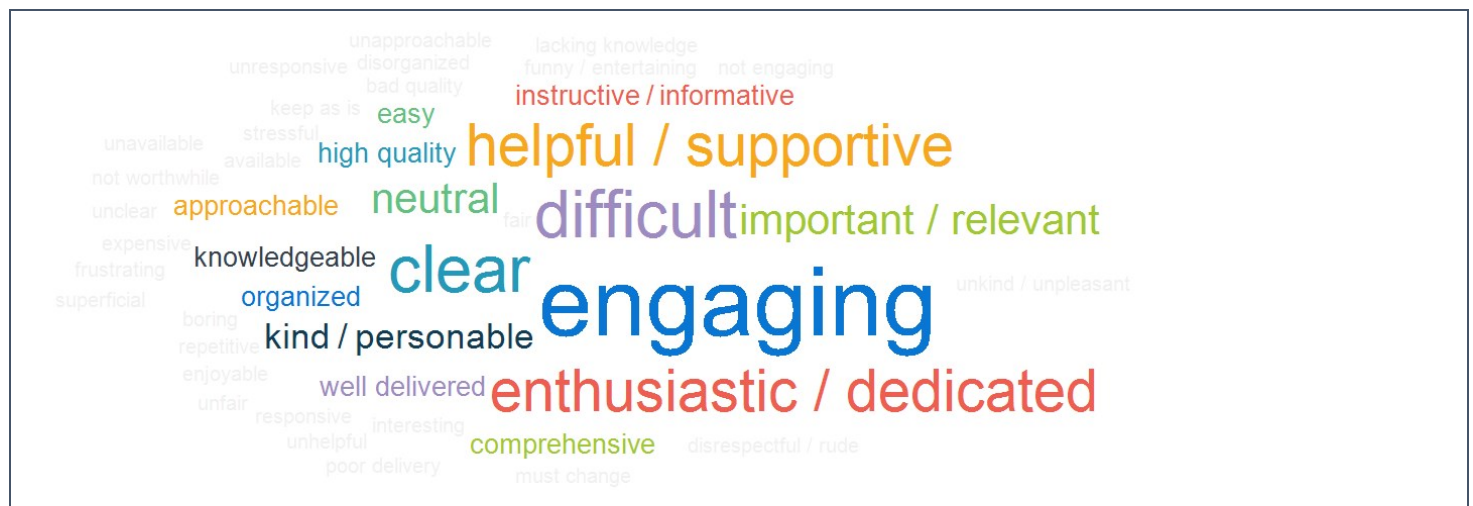 unapproachable lacking knowledge
unresponsive disorganized funny / entertaining not engaging
bad quality instructive / informative
keep as is easy
stressful helpful / supportive
unavailable available high quality
not worthwhile
approachable neutral difficult important / relevant
unclear fair
expensive knowledgeable clear
frustrating
superficial organized engaging unkind / unpleasant
boring kind / personable
repetitive
enjoyable well delivered enthusiastic / dedicated
unfair
responsive interesting
unhelpful comprehensive disrespectful / rude
poor delivery must change